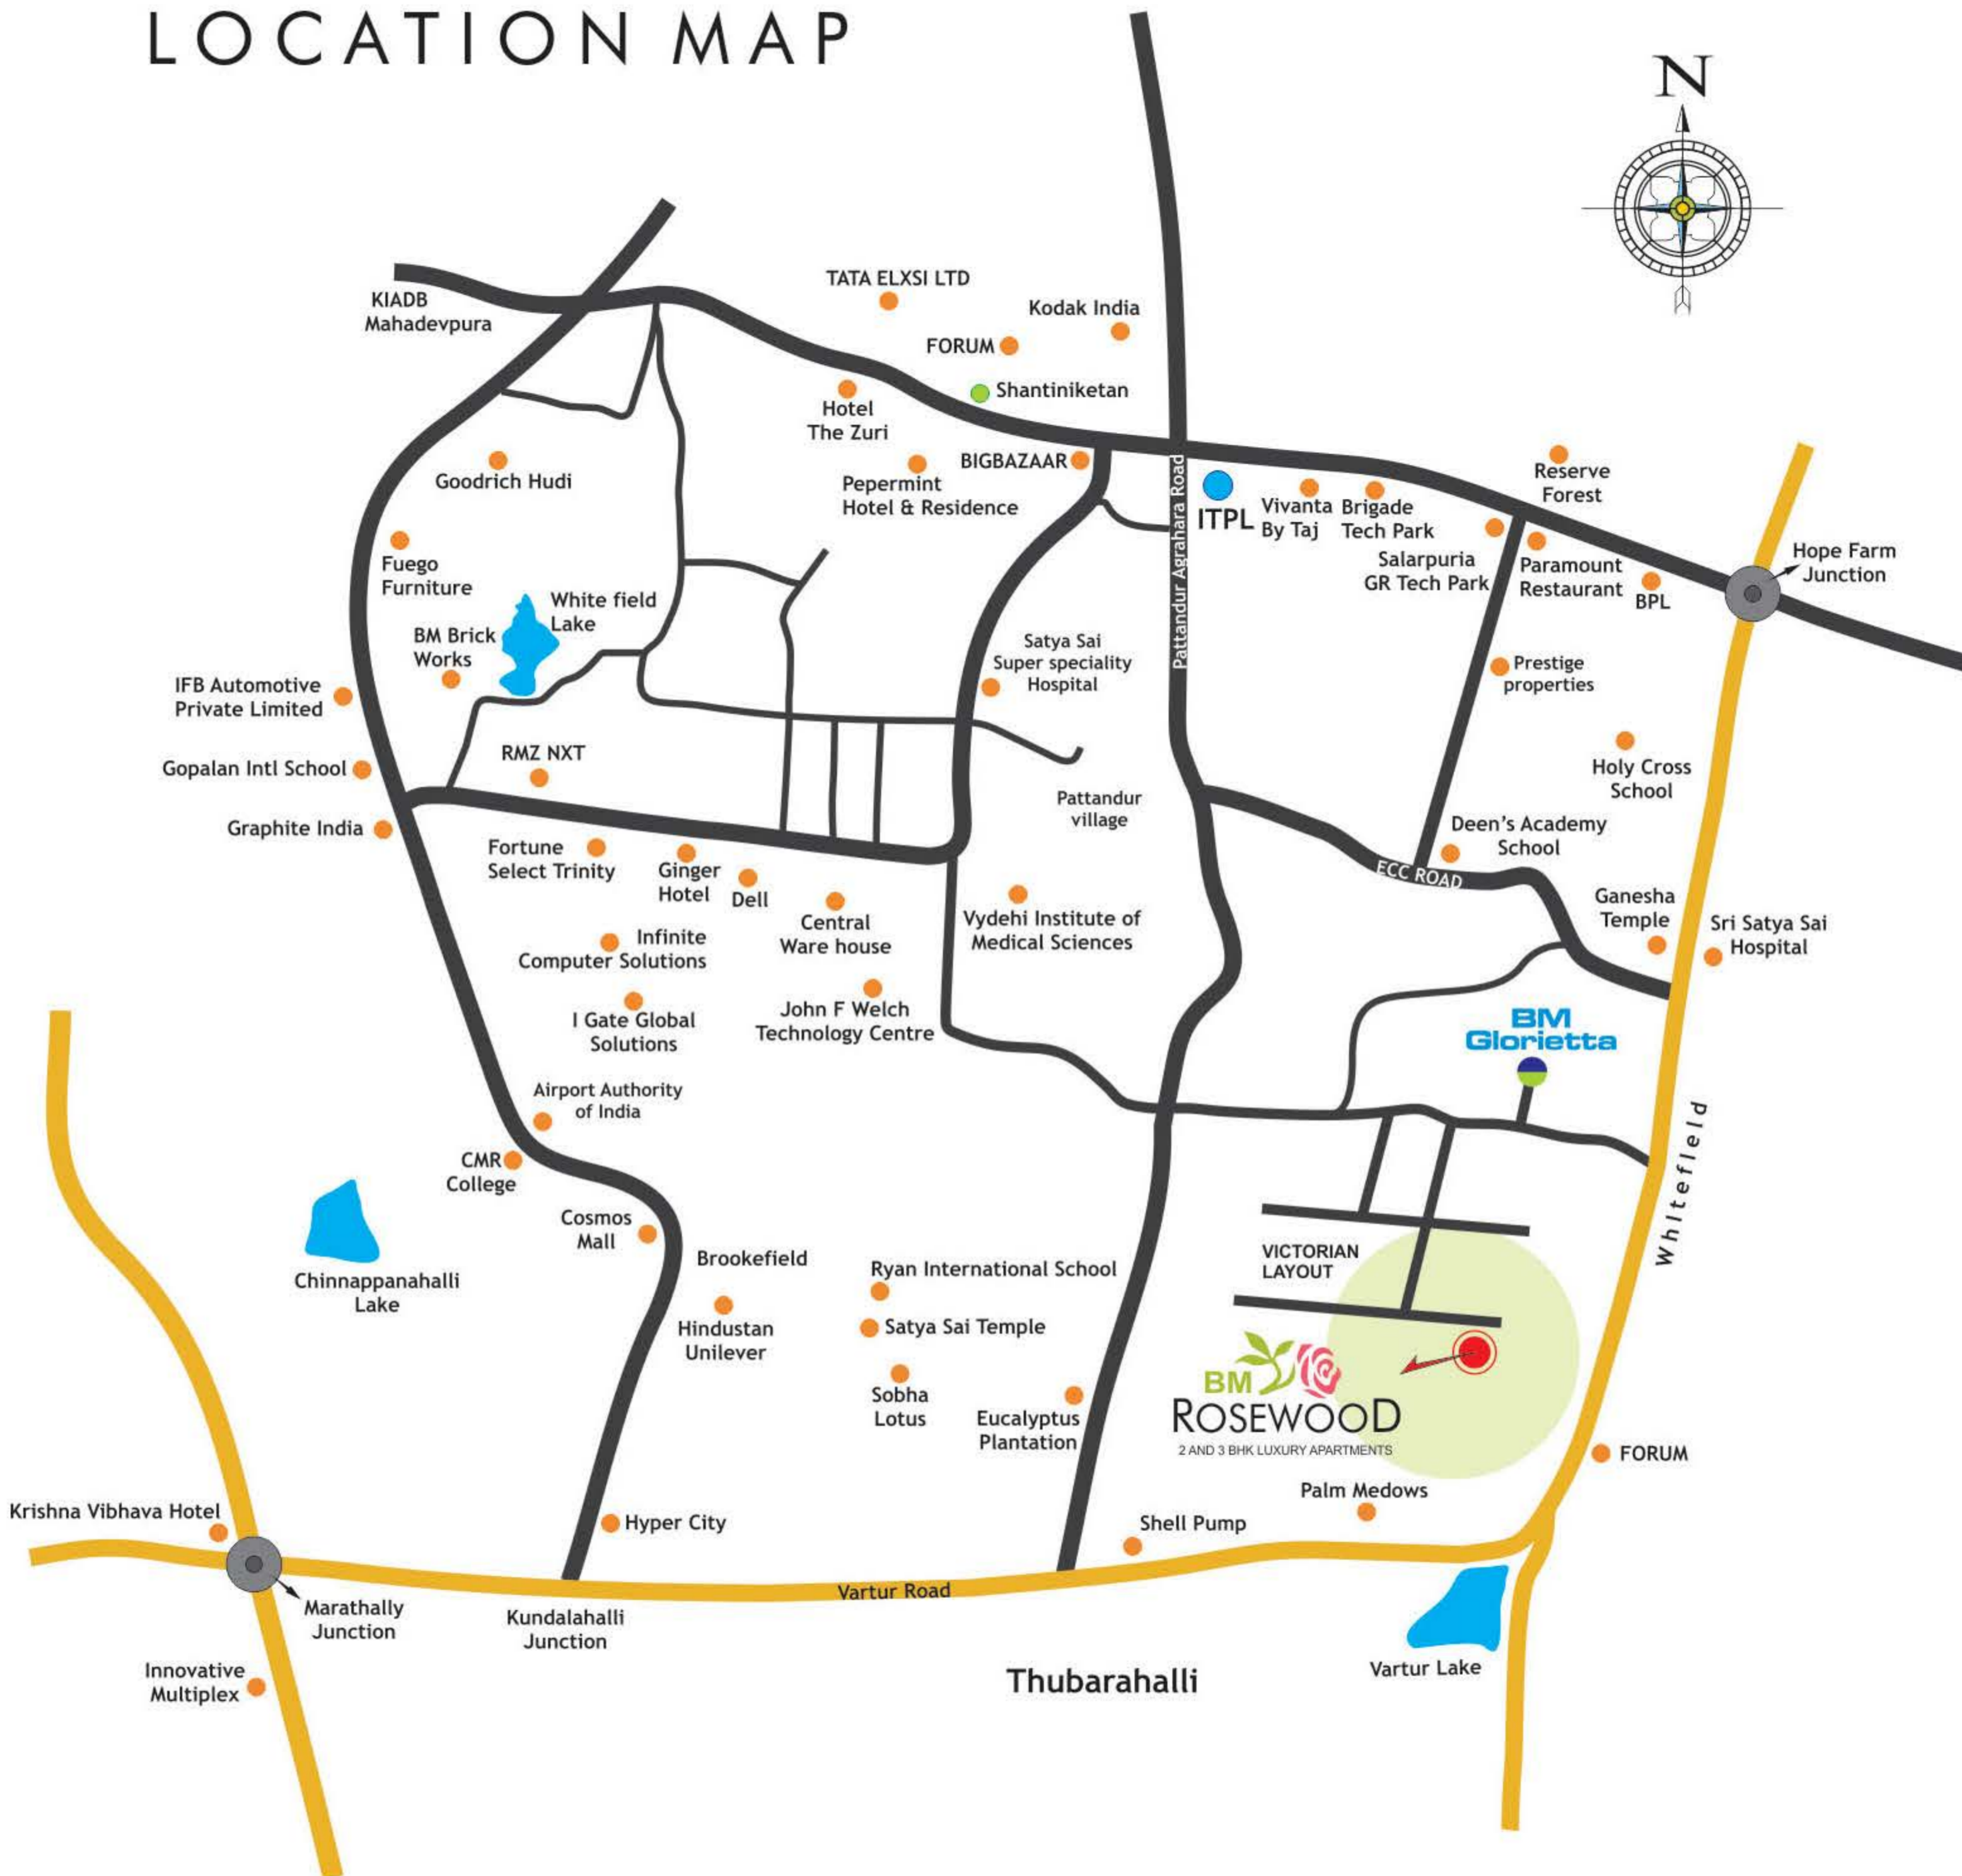 LOCATION MAP
N
KIADB
Mahadevpura
TATA ELXSI LTD
Kodak India
FORUM
Shantiniketan
Hotel
The Zuri
BIGBAZAAR
Pepermint
Hotel & Residence
Goodrich Hudi
Pattandur Agrahara Road
ITPL
Vivanta
By Taj
Brigade
Tech Park
Reserve
Forest
Salarpuria
GR Tech Park
Paramount
Restaurant
BPL
Hope Farm
Junction
Fuego
Furniture
White field
Lake
BM Brick
Works
Satya Sai
Super speciality
Hospital
Prestige
properties
IFB Automotive
Private Limited
Gopalan Intl School
RMZ NXT
Holy Cross
School
Pattandur
village
Graphite India
Deen's Academy
School
Fortune
Select Trinity
Ginger
Hotel
Dell
ECC ROAD
Central
Ware house
Vydehi Institute of
Medical Sciences
Ganesha
Temple
Sri Satya Sai
Hospital
Infinite
Computer Solutions
I Gate Global
Solutions
John F Welch
Technology Centre
BM
Glorietta
Airport Authority
of India
CMR
College
Whitefield
Cosmos
Mall
Brookefield
Chinnappanahalli
Lake
Ryan International School
VICTORIAN
LAYOUT
Hindustan
Unilever
Satya Sai Temple
Sobha
Lotus
Eucalyptus
Plantation
BM
ROSEWOOD
2 AND 3 BHK LUXURY APARTMENTS
FORUM
Palm Medows
Krishna Vibhava Hotel
Hyper City
Shell Pump
Vartur Road
Marathally
Junction
Kundalahalli
Junction
Innovative
Multiplex
Thubarahalli
Vartur Lake